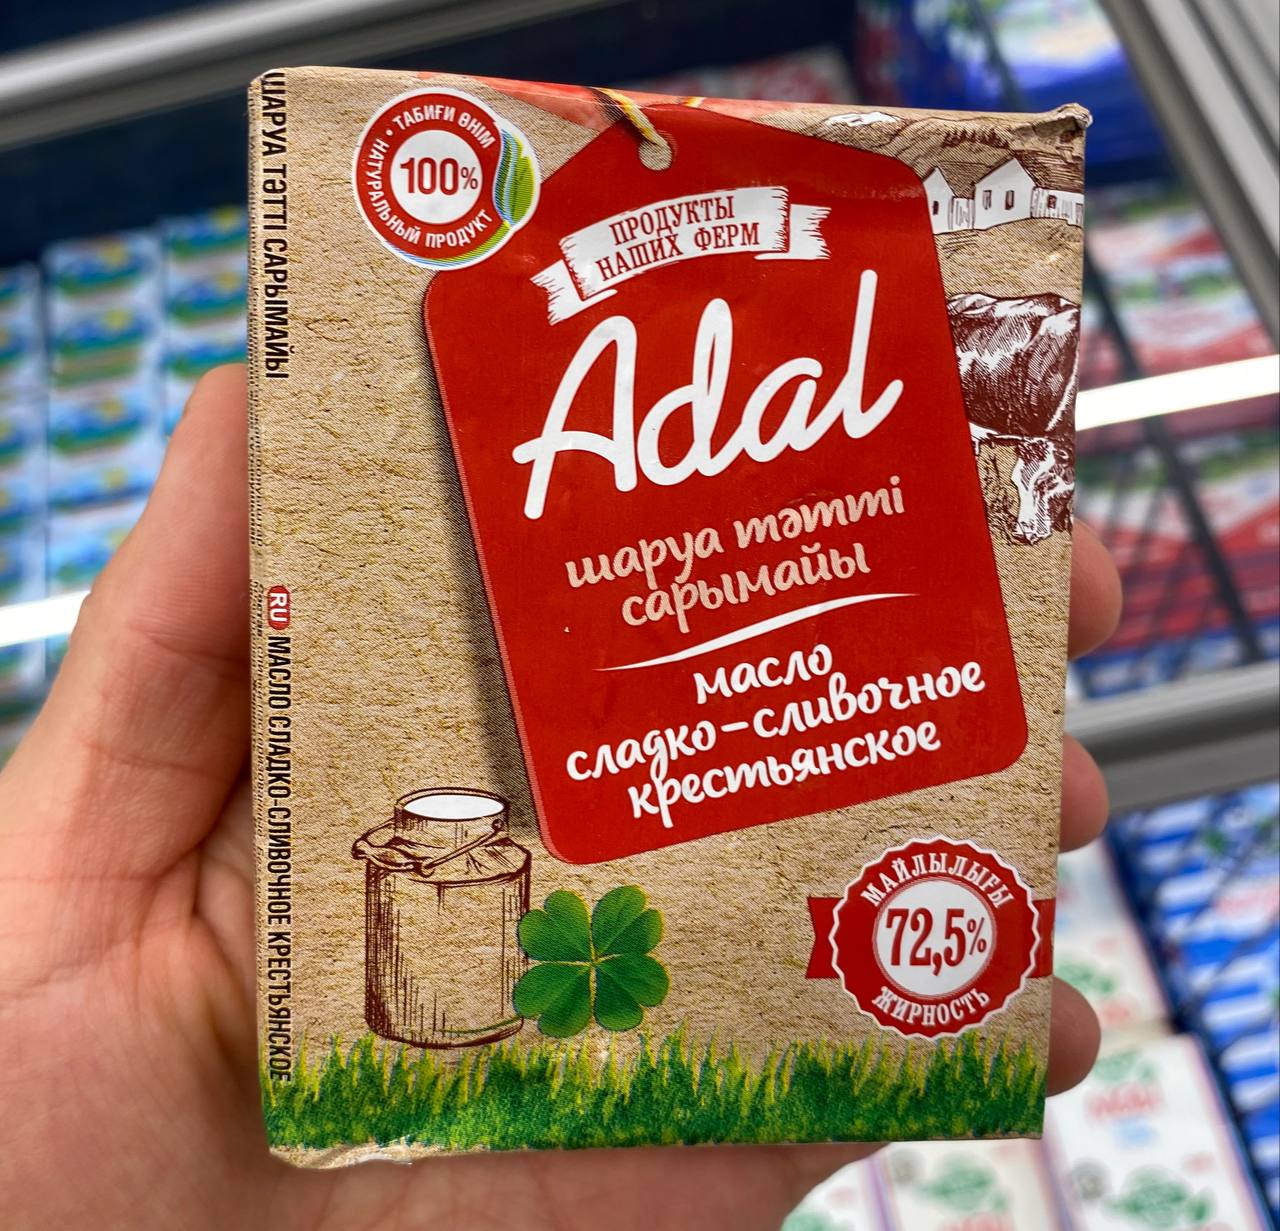 ТАБИҒИ ӨНІМ
100%
НАТУРАЛЬНЫЙ ПРОДУКТ
ПРОДУКТЫ
НАШИХ ФЕРМ
Adal
шаруа тәтті
сарымайы
масло
сладко-сливочное
крестьянское
МАЙЛЫЛЫҒЫ
72,5%
ЖИРНОСТЬ
ШАРУА ТӘТТІ САРЫМАЙЫ
RU МАСЛО СЛАДКО-СЛИВОЧНОЕ КРЕСТЬЯНСКОЕ